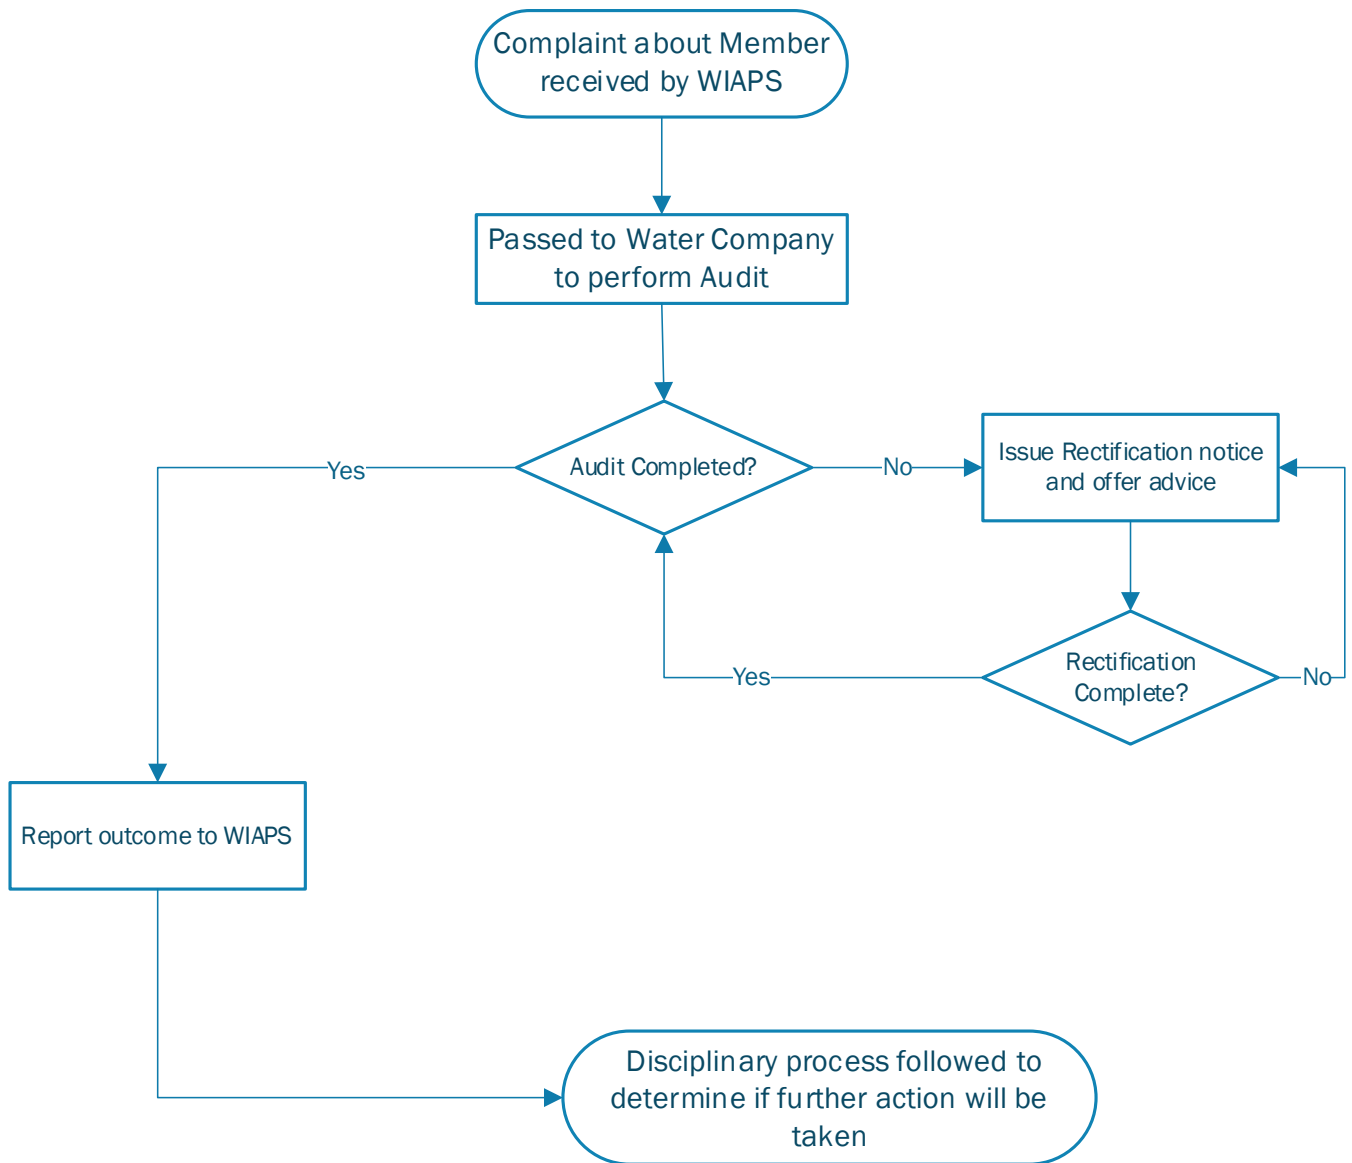 Complaint about Member
received by WIAPS
Passed to Water Company
to perform Audit
Audit Completed?
Yes
No
Issue Rectification notice
and offer advice
Rectification
Complete?
Yes
No
Report outcome to WIAPS
Disciplinary process followed to
determine if further action will be
taken